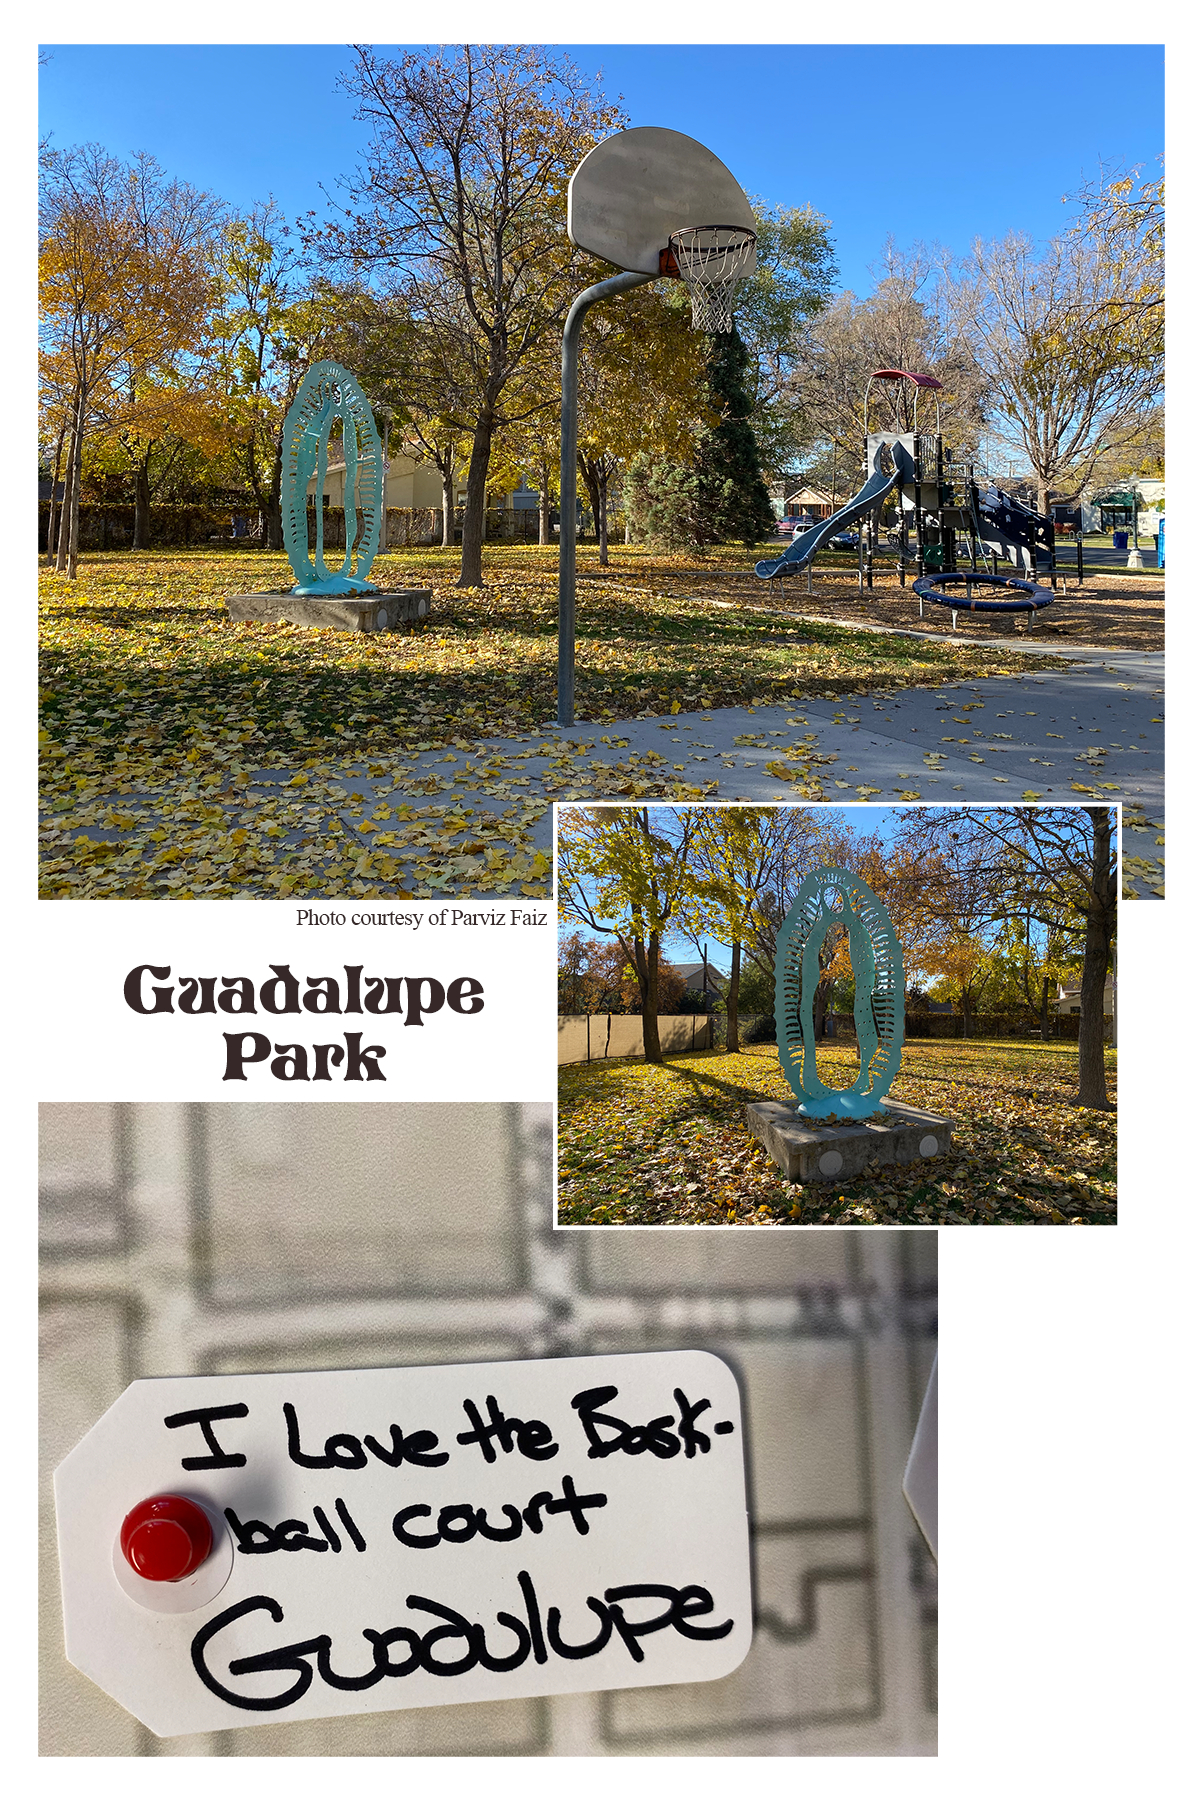 Photo courtesy of Parviz Faiz
Guadalupe
Park
I Love the Bask-
ball court
Guadulupe